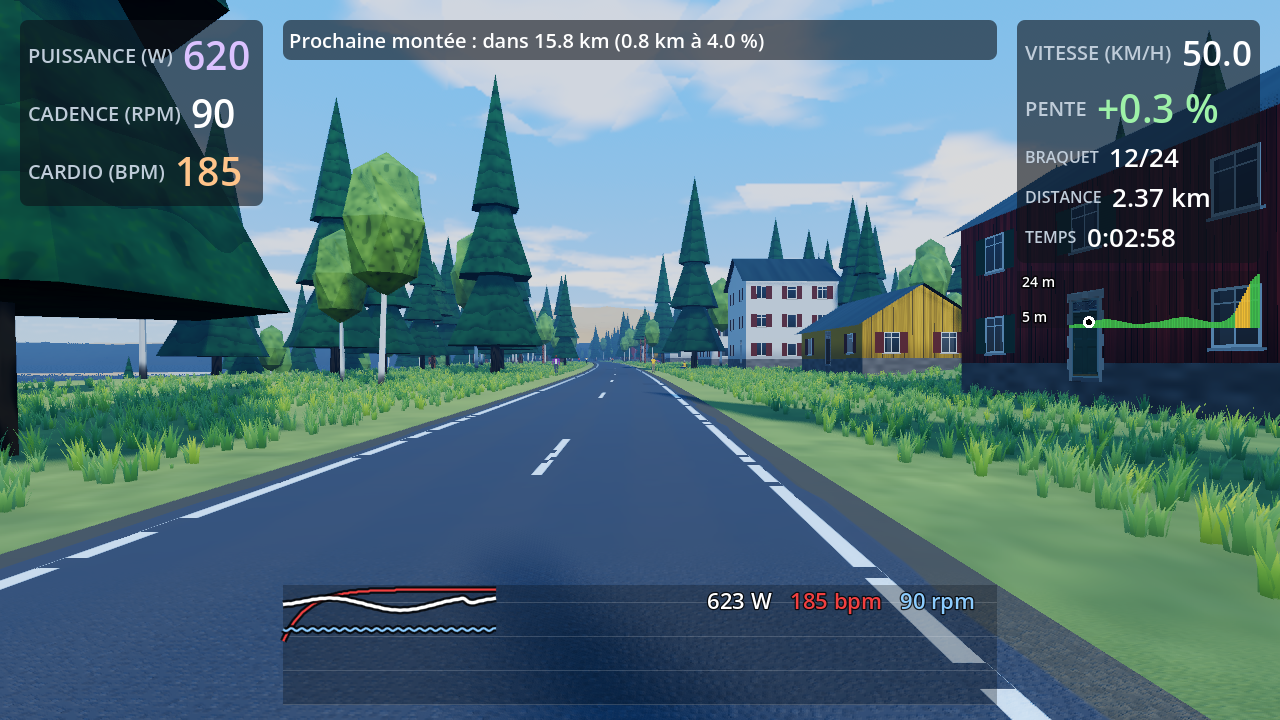 PUISSANCE (W) 620
CADENCE (RPM) 90
CARDIO (BPM) 185
Prochaine montée : dans 15.8 km (0.8 km à 4.0 %)
VITESSE (KM/H) 50.0
PENTE +0.3 %
BRAQUET 12/24
DISTANCE 2.37 km
TEMPS 0:02:58
24 m
5 m
623 W 185 bpm 90 rpm